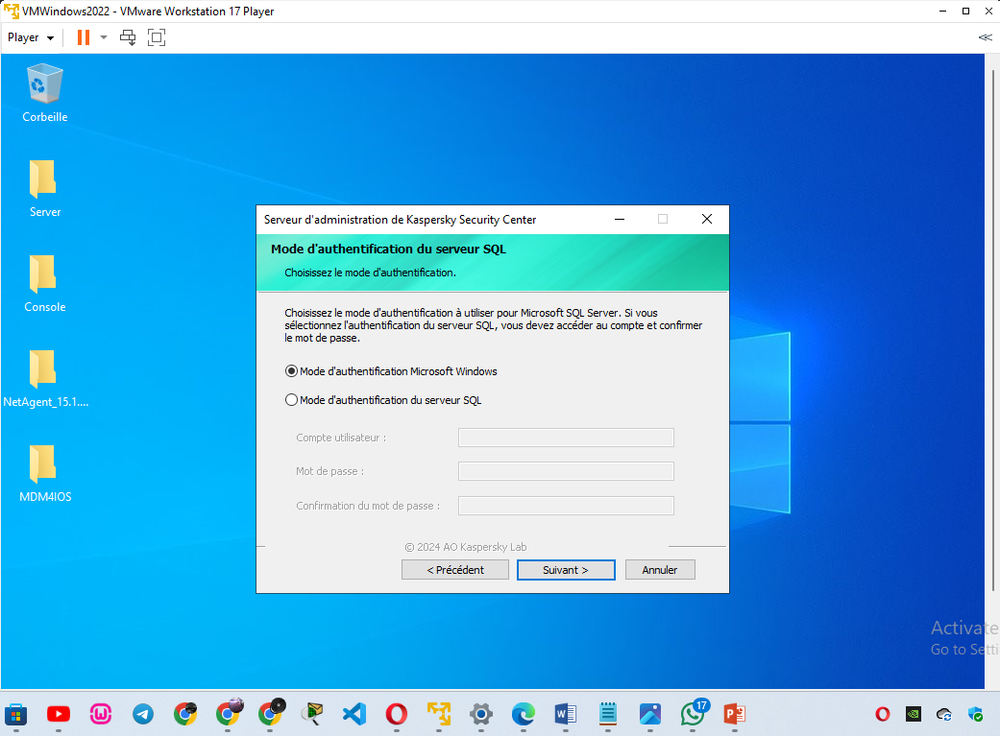 VMWindows2022 - VMware Workstation 17 Player
Player
Corbeille
Server
Console
NetAgent_15.1....
MDM4IOS
Serveur d'administration de Kaspersky Security Center
Mode d'authentification du serveur SQL
Choisissez le mode d'authentification.
Choisissez le mode d'authentification à utiliser pour Microsoft SQL Server. Si vous
sélectionnez l'authentification du serveur SQL, vous devez accéder au compte et confirmer
le mot de passe.
Mode d'authentification Microsoft Windows
Mode d'authentification du serveur SQL
Compte utilisateur :
Mot de passe :
Confirmation du mot de passe :
© 2024 AO Kaspersky Lab
< Précédent
Suivant >
Annuler
Activate
Go to Setti
17